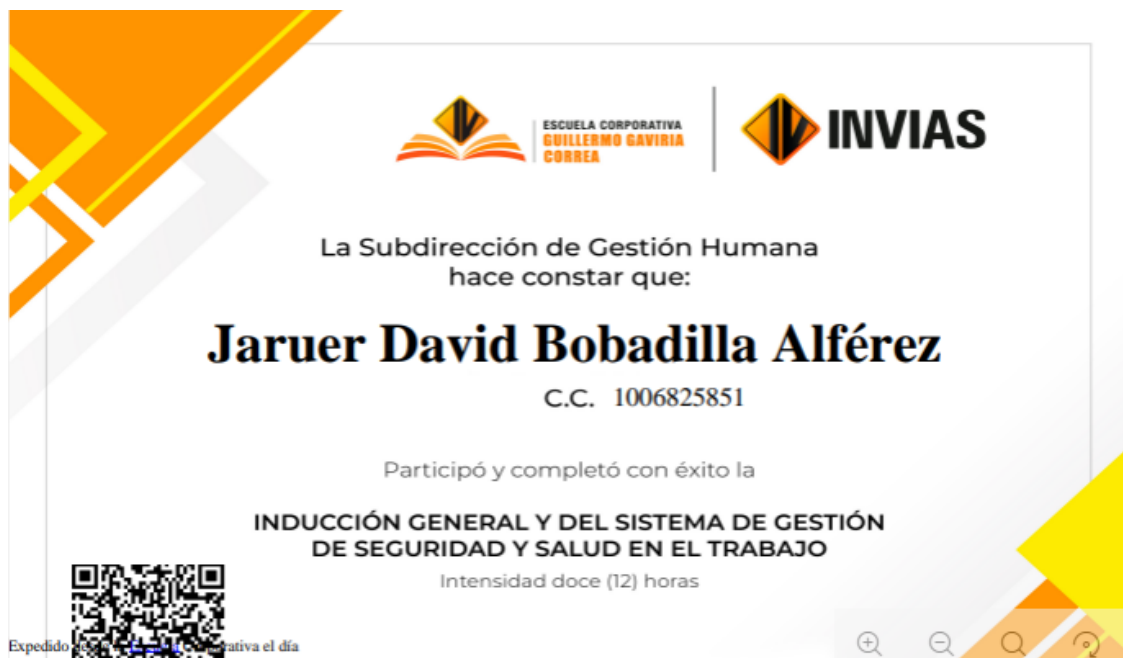 ESCUELA CORPORATIVA
GUILLERMO GAVIRIA
CORREA
INVIAS
La Subdirección de Gestión Humana
hace constar que:
Jaruer David Bobadilla Alférez
C.C. 1006825851
Participó y completó con éxito la
INDUCCIÓN GENERAL Y DEL SISTEMA DE GESTIÓN
DE SEGURIDAD Y SALUD EN EL TRABAJO
Intensidad doce (12) horas
Expedido el día